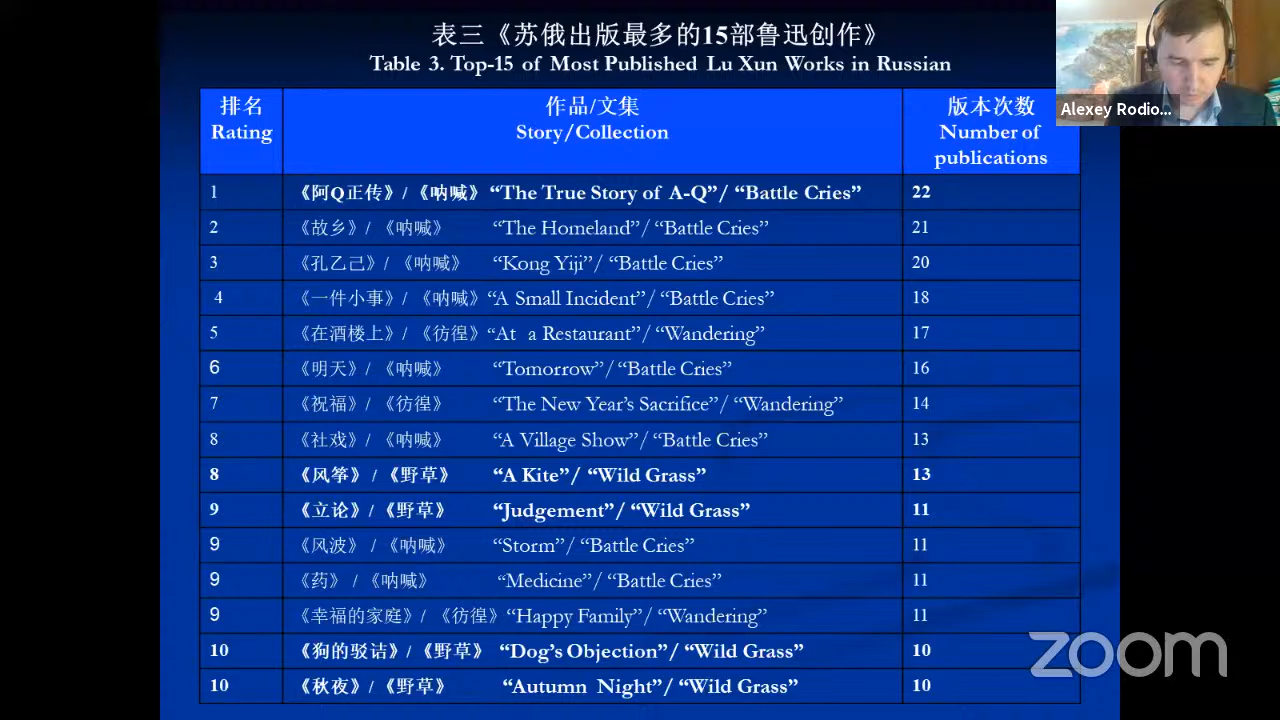 表三《苏俄出版最多的15部鲁迅创作》
Table 3. Top-15 of Most Published Lu Xun Works in Russian
Alexey Rodio...
排名 作品/文集 版本次数
Rating Story/Collection Number of
publications
1 《阿Q正传》/《呐喊》 “The True Story of A-Q”/ “Battle Cries” 22
2 《故乡》/《呐喊》 “The Homeland”/ “Battle Cries” 21
3 《孔乙己》/ 《呐喊》 “Kong Yiji”/ “Battle Cries” 20
4 《一件小事》/ 《呐喊》“A Small Incident”/ “Battle Cries” 18
5 《在酒楼上》/ 《彷徨》“At a Restaurant”/ “Wandering” 17
6 《明天》/ 《呐喊》 “Tomorrow”/ “Battle Cries” 16
7 《祝福》/ 《彷徨》 “The New Year’s Sacrifice”/ “Wandering” 14
8 《社戏》/ 《呐喊》 “A Village Show”/ “Battle Cries” 13
8 《风筝》/ 《野草》 “A Kite”/ “Wild Grass” 13
9 《立论》/《野草》 “Judgement”/ “Wild Grass” 11
9 《风波》 / 《呐喊》 “Storm”/ “Battle Cries” 11
9 《药》 / 《呐喊》 “Medicine”/ “Battle Cries” 11
9 《幸福的家庭》/ 《彷徨》“Happy Family”/ “Wandering” 11
10 《狗的驳诘》/ 《野草》 “Dog’s Objection”/ “Wild Grass” 10
10 《秋夜》/《野草》 “Autumn Night”/ “Wild Grass” 10
zoom